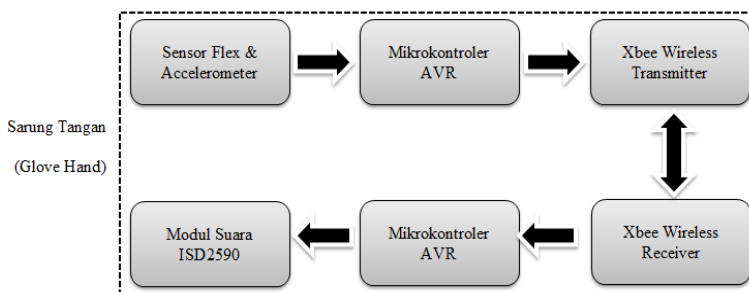 Sensor Flex &
Accelerometer
Mikrokontroler
AVR
Xbee Wireless
Transmitter
Sarung Tangan
(Glove Hand)
Modul Suara
ISD2590
Mikrokontroler
AVR
Xbee Wireless
Receiver